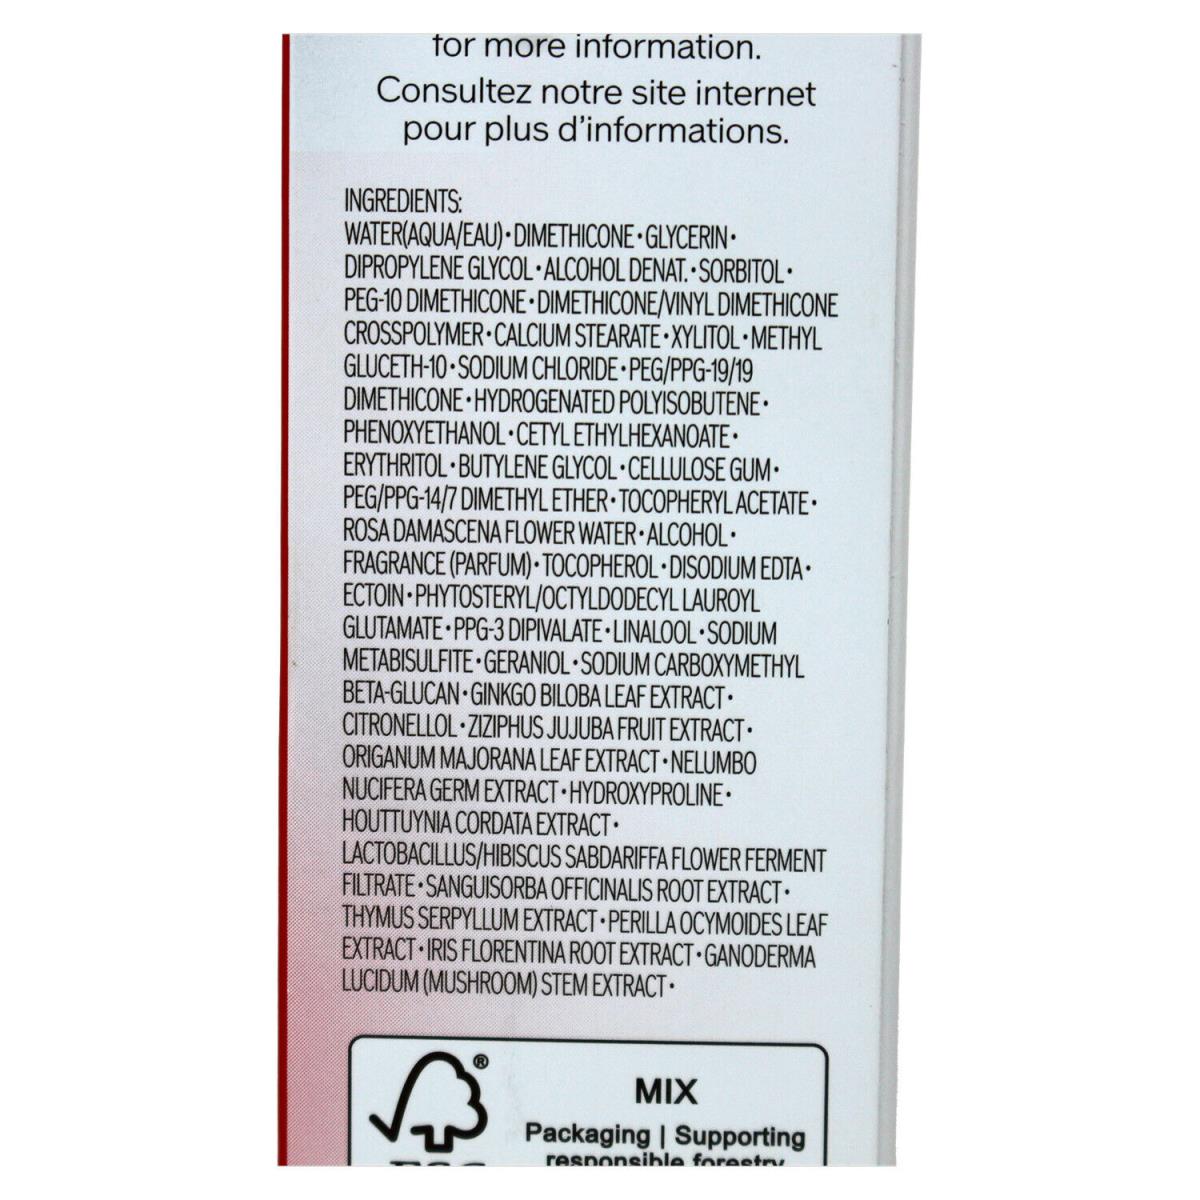 for more information.
Consultez notre site internet
pour plus d'informations.
INGREDIENTS:
WATER(AQUA/EAU)•DIMETHICONE•GLYCERIN•
DIPROPYLENE GLYCOL•ALCOHOL DENAT.•SORBITOL•
PEG-10 DIMETHICONE•DIMETHICONE/VINYL DIMETHICONE
CROSSPOLYMER•CALCIUM STEARATE•XYLITOL•METHYL
GLUCETH-10•SODIUM CHLORIDE•PEG/PPG-19/19
DIMETHICONE•HYDROGENATED POLYISOBUTENE•
PHENOXYETHANOL•CETYL ETHYLHEXANOATE•
ERYTHRITOL•BUTYLENE GLYCOL•CELLULOSE GUM•
PEG/PPG-14/7 DIMETHYL ETHER•TOCOPHERYL ACETATE•
ROSA DAMASCENA FLOWER WATER•ALCOHOL•
FRAGRANCE (PARFUM)•TOCOPHEROL•DISODIUM EDTA•
ECTOIN•PHYTOSTERYL/OCTYLDODECYL LAUROYL
GLUTAMATE•PPG-3 DIPIVALATE•LINALOOL•SODIUM
METABISULFITE•GERANIOL•SODIUM CARBOXYMETHYL
BETA-GLUCAN•GINKGO BILOBA LEAF EXTRACT•
CITRONELLOL•ZIZIPHUS JUJUBA FRUIT EXTRACT•
ORIGANUM MAJORANA LEAF EXTRACT•NELUMBO
NUCIFERA GERM EXTRACT•HYDROXYPROLINE•
HOUTTUYNIA CORDATA EXTRACT•
LACTOBACILLUS/HIBISCUS SABDARIFFA FLOWER FERMENT
FILTRATE•SANGUISORBA OFFICINALIS ROOT EXTRACT•
THYMUS SERPYLLUM EXTRACT•PERILLA OCYMOIDES LEAF
EXTRACT•IRIS FLORENTINA ROOT EXTRACT•GANODERMA
LUCIDUM (MUSHROOM) STEM EXTRACT•
®
MIX
Packaging | Supporting
responsible forestry